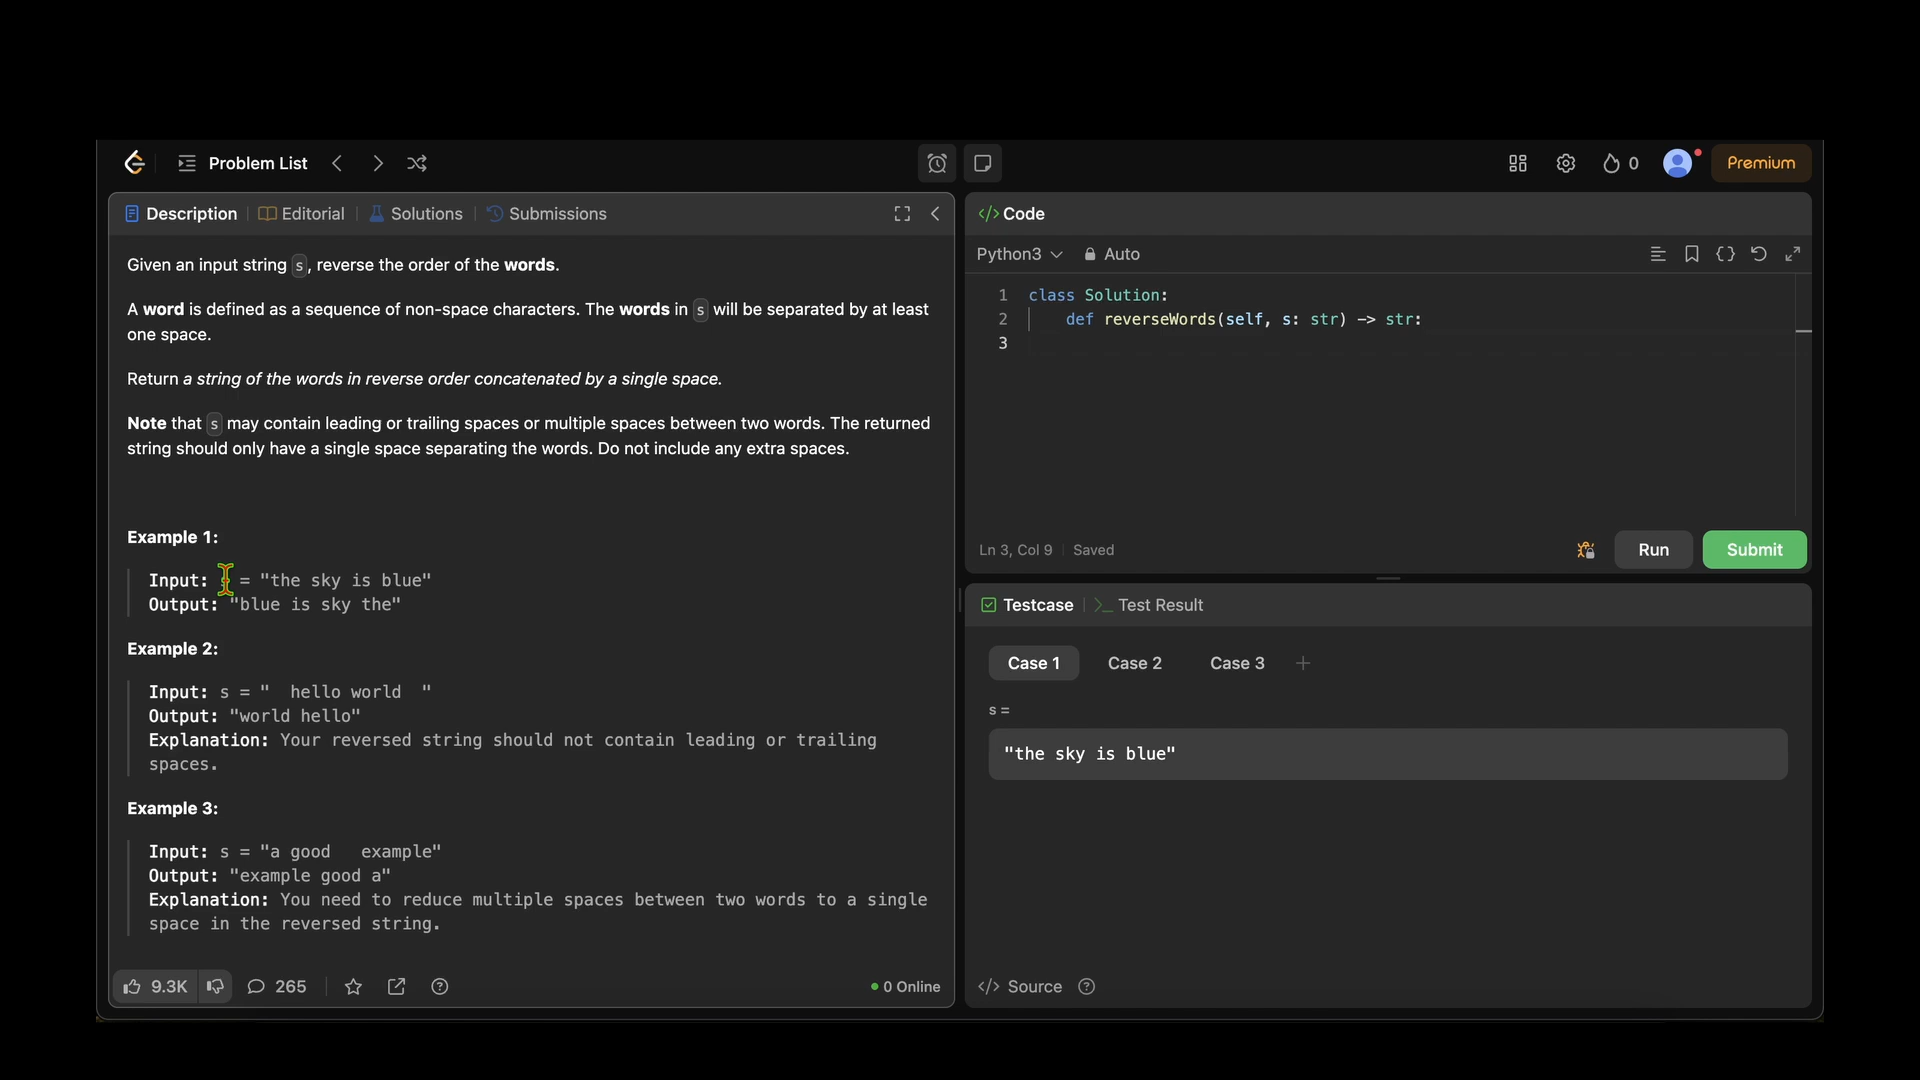 Problem List
0
Premium
Description
Editorial
Solutions
Submissions
Given an input string s, reverse the order of the words.
A word is defined as a sequence of non-space characters. The words in s will be separated by at least
one space.
Return a string of the words in reverse order concatenated by a single space.
Note that s may contain leading or trailing spaces or multiple spaces between two words. The returned
string should only have a single space separating the words. Do not include any extra spaces.
Example 1:
Input: = "the sky is blue"
Output: "blue is sky the"
Example 2:
Input: s = "  hello world  "
Output: "world hello"
Explanation: Your reversed string should not contain leading or trailing
spaces.
Example 3:
Input: s = "a good   example"
Output: "example good a"
Explanation: You need to reduce multiple spaces between two words to a single
space in the reversed string.
9.3K
265
0 Online
</> Code
Python3
Auto
1 class Solution:
2     def reverseWords(self, s: str) -> str:
3
Ln 3, Col 9
Saved
Run
Submit
Testcase
>_ Test Result
Case 1
Case 2
Case 3
s =
"the sky is blue"
</> Source